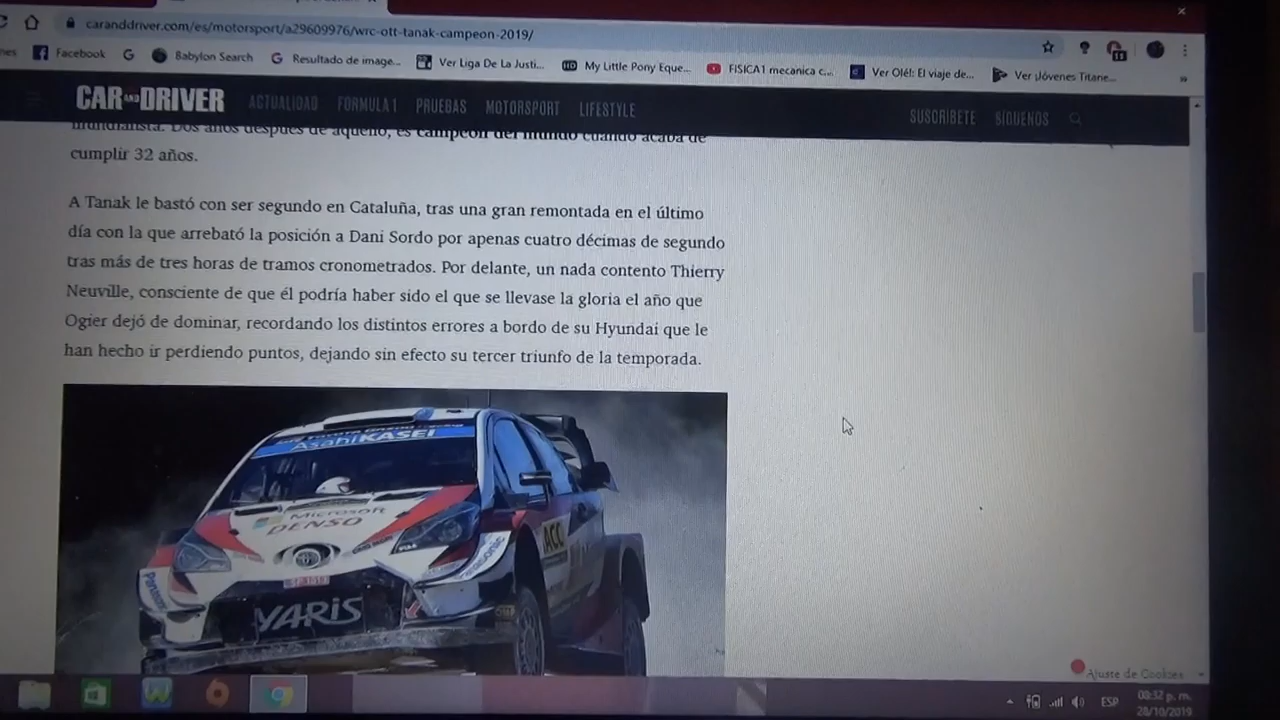 caranddriver.com/es/motorsport/a29609976/wrc-ott-tanak-campeon-2019/
Facebook
Babylon Search
Resultado de image...
Ver Liga De La Justi...
My Little Pony Eque...
FISICA1 mecanica c...
Ver Olé!: El viaje de...
Ver ¡Jóvenes Titane...
CAR AND DRIVER
ACTUALIDAD
FÓRMULA 1
PRUEBAS
MOTORSPORT
LIFESTYLE
SUSCRÍBETE
SÍGUENOS
mundialista. Dos años después de aquello, es campeón del mundo cuando acaba de
cumplir 32 años.
A Tanak le bastó con ser segundo en Cataluña, tras una gran remontada en el último
día con la que arrebató la posición a Dani Sordo por apenas cuatro décimas de segundo
tras más de tres horas de tramos cronometrados. Por delante, un nada contento Thierry
Neuville, consciente de que él podría haber sido el que se llevase la gloria el año que
Ogier dejó de dominar, recordando los distintos errores a bordo de su Hyundai que le
han hecho ir perdiendo puntos, dejando sin efecto su tercer triunfo de la temporada.
AsahiKASEI
Microsoft
DENSO
ACC
Panasonic
Panasonic
YARiS
Ajuste de Cookies
ESP
08:32 p. m.
28/10/2019